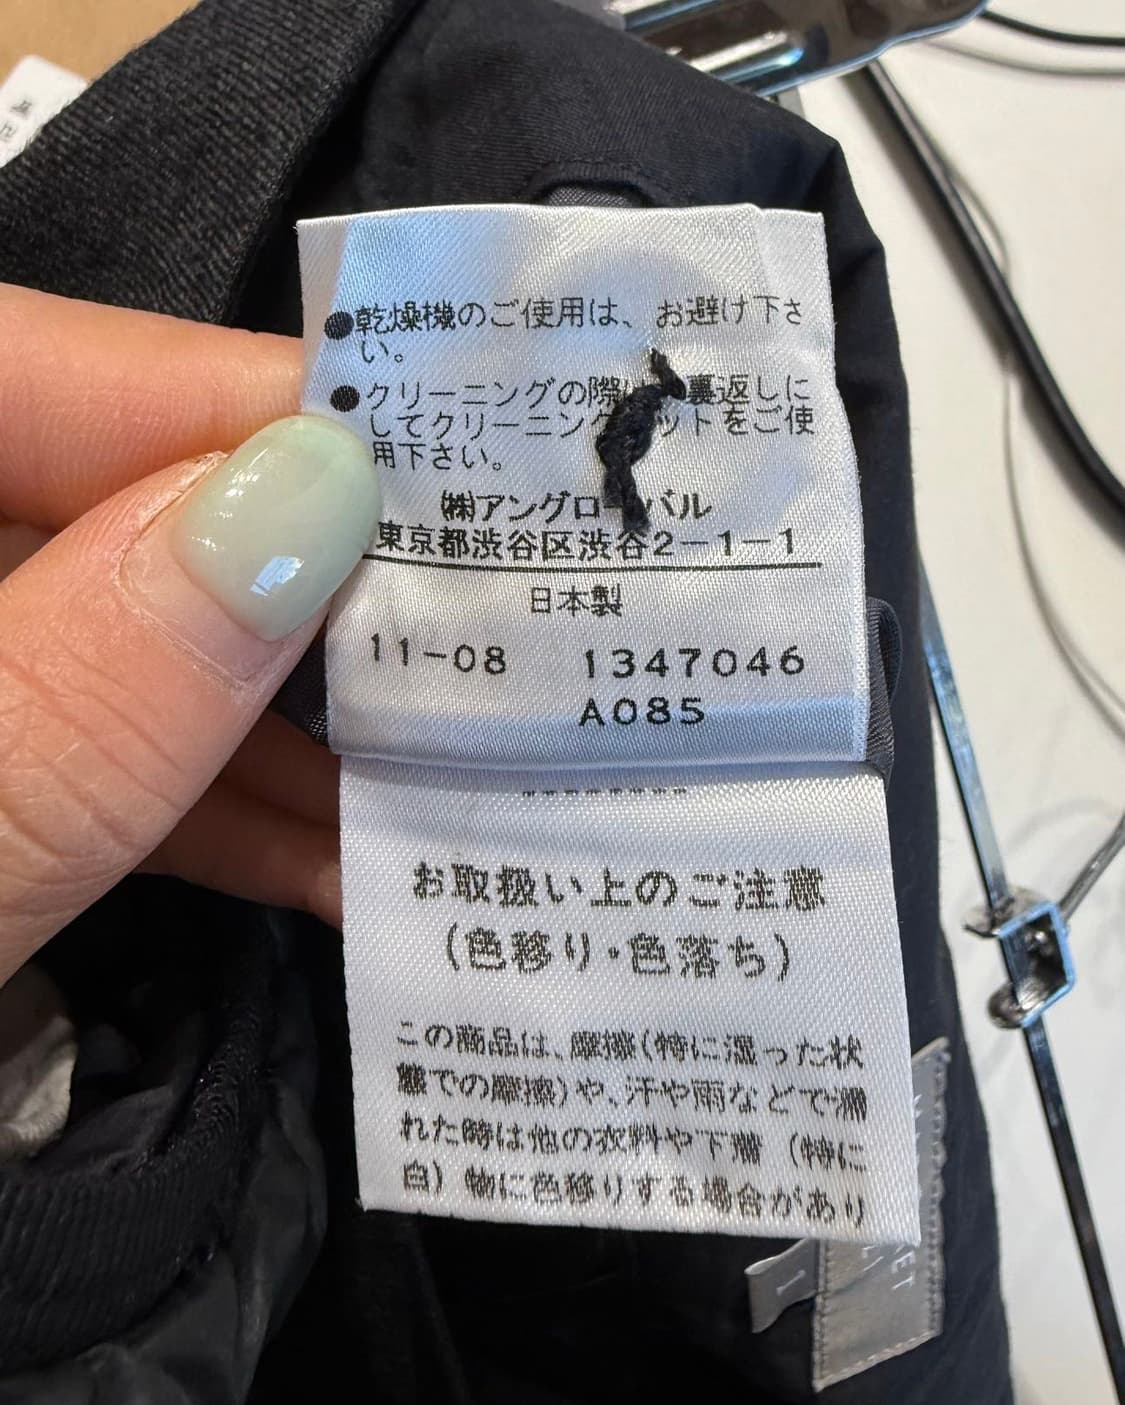 ●乾燥機のご使用は、お避け下さ
い。
●クリーニングの際は 裏返しに
してクリーニング ットをご使
用下さい。
㈱アングローバル
東京都渋谷区渋谷2-1-1
日本製
11-08 1347046
A085
お取扱い上のご注意
(色移り・色落ち)
この商品は、摩擦(特に湿った状
態での摩擦)や、汗や雨などで濡
れた時は他の衣料や下着(特に
白)物に色移りする場合があり
1